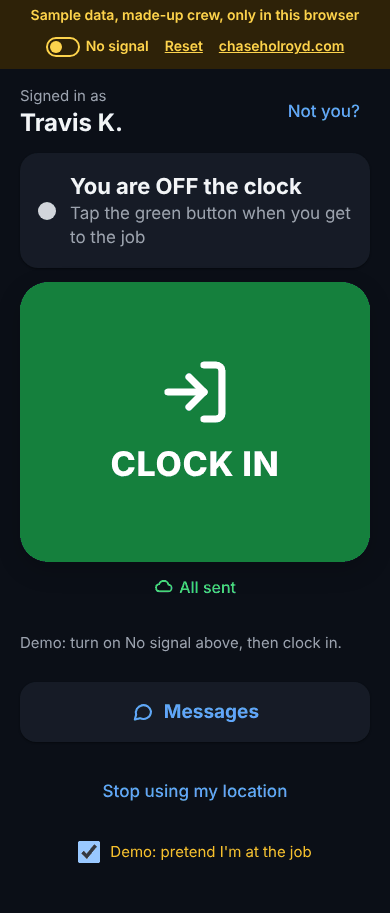 Sample data, made-up crew, only in this browser
No signal Reset chaseholroyd.com
Signed in as
Travis K.
Not you?
You are OFF the clock
Tap the green button when you get
to the job
CLOCK IN
All sent
Demo: turn on No signal above, then clock in.
Messages
Stop using my location
Demo: pretend I'm at the job